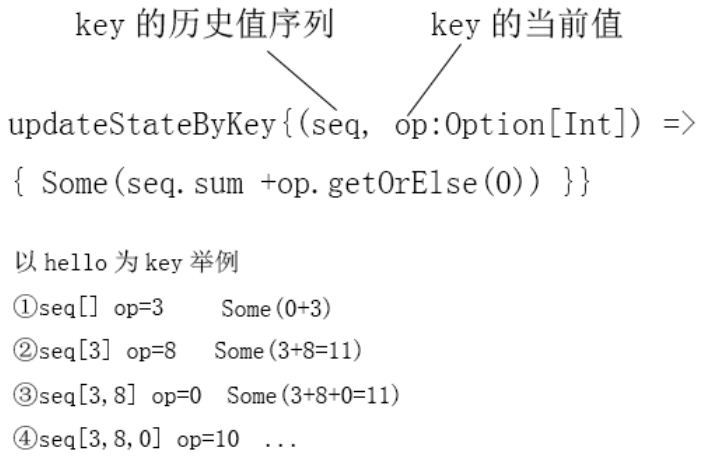 key 的历史值序列 key 的当前值
updateStateByKey{(seq, op:Option[Int]) =>
{ Some(seq.sum +op.getOrElse(0)) }}
以 hello 为 key 举例
①seq[] op=3 Some(0+3)
②seq[3] op=8 Some(3+8=11)
③seq[3,8] op=0 Some(3+8+0=11)
④seq[3,8,0] op=10 ...